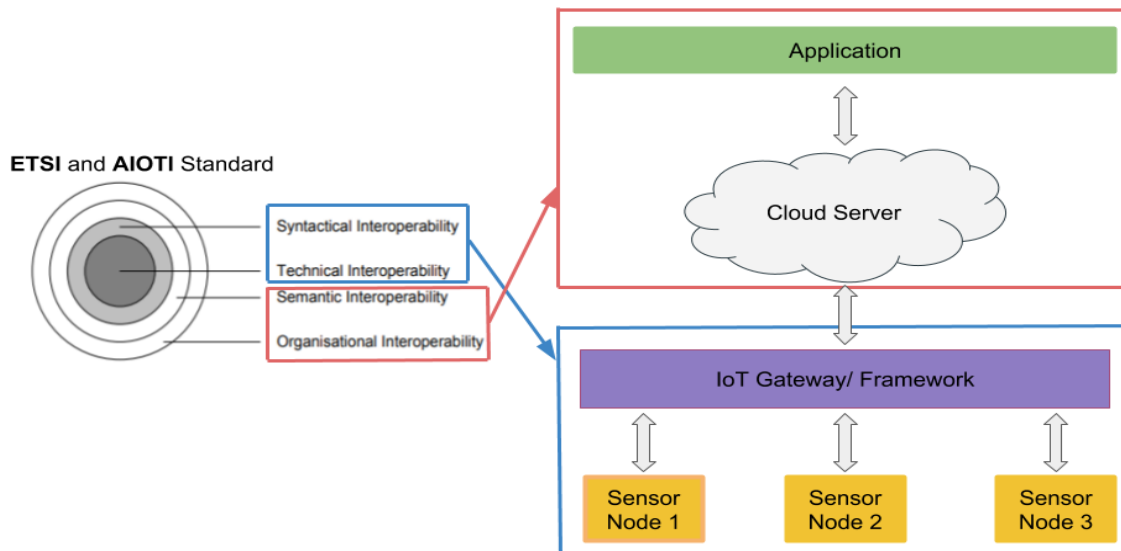 ETSI and AIOTI Standard
Syntactical Interoperability
Technical Interoperability
Semantic Interoperability
Organisational Interoperability
Application
Cloud Server
IoT Gateway/ Framework
Sensor
Node 1
Sensor
Node 2
Sensor
Node 3